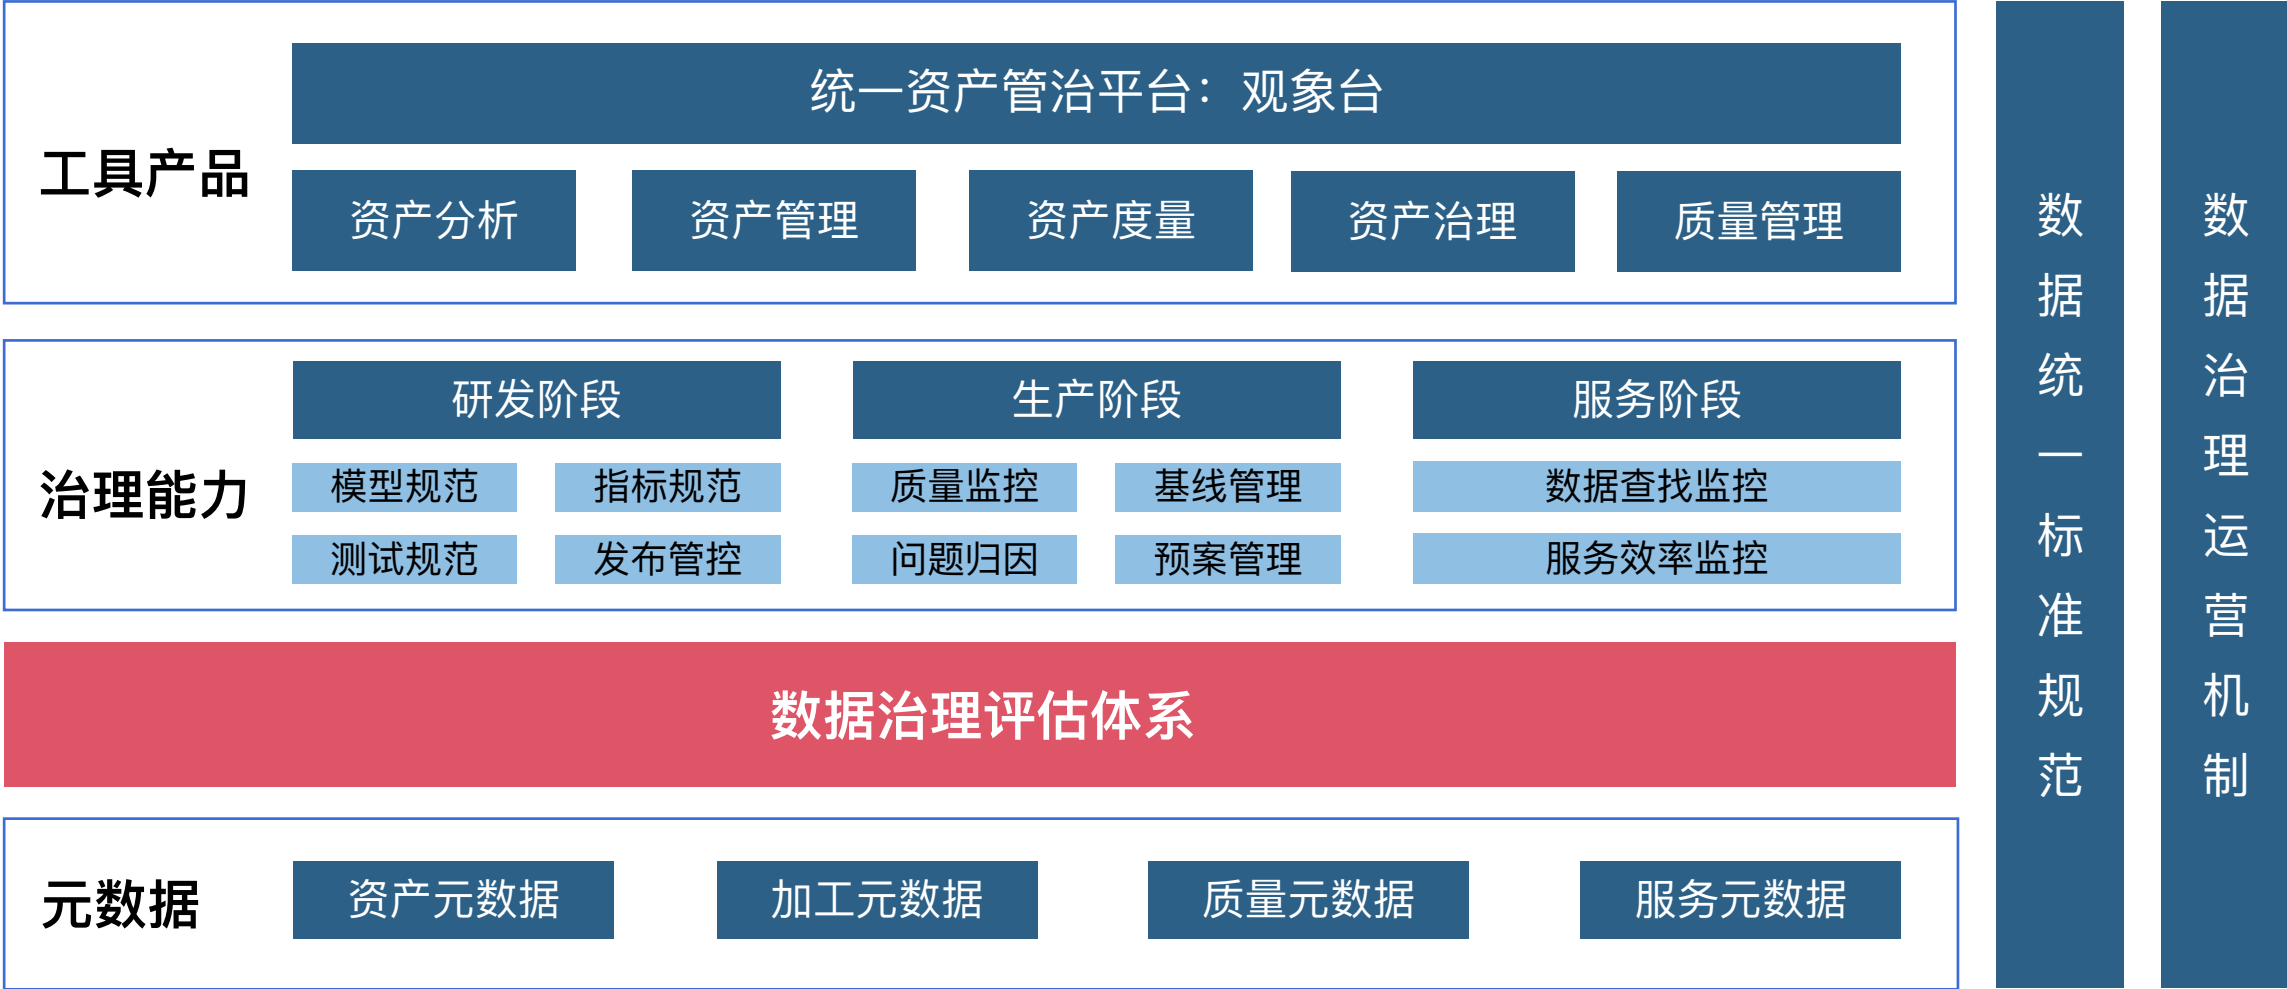 工具产品
统一资产管治平台：观象台
资产分析
资产管理
资产度量
资产治理
质量管理
治理能力
研发阶段
生产阶段
服务阶段
模型规范
指标规范
质量监控
基线管理
数据查找监控
测试规范
发布管控
问题归因
预案管理
服务效率监控
数据治理评估体系
元数据
资产元数据
加工元数据
质量元数据
服务元数据
数据统一标准规范
数据治理运营机制